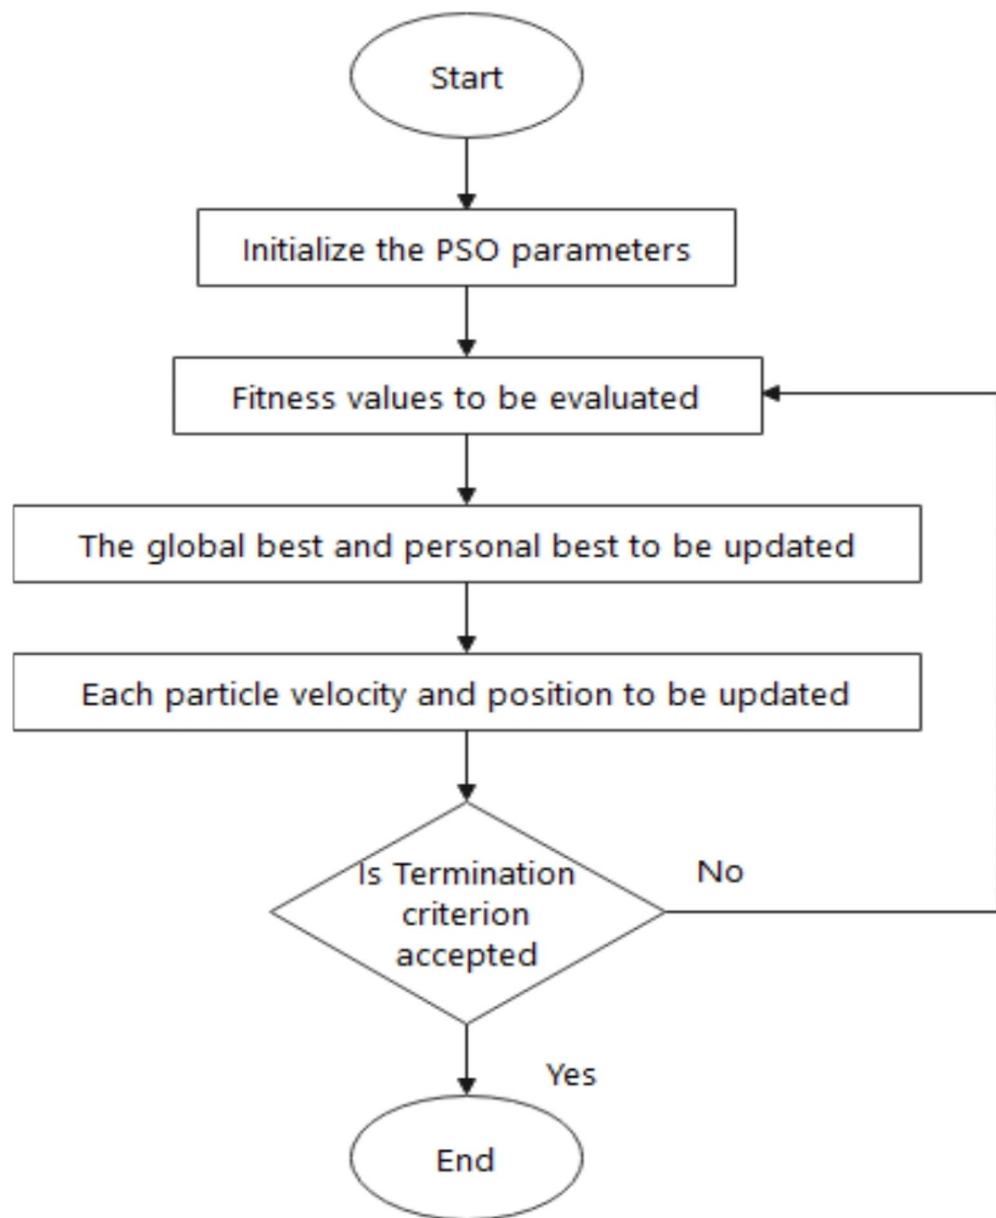 Start
Initialize the PSO parameters
Fitness values to be evaluated
The global best and personal best to be updated
Each particle velocity and position to be updated
Is Termination
criterion
accepted
No
Yes
End